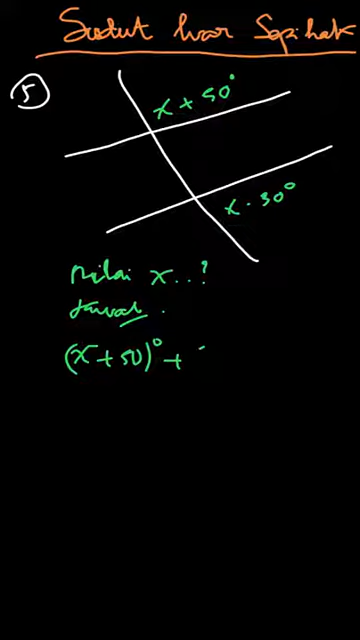 Sudut luar Sepihak
5
x + 50°
x - 30°
Nilai x...?
Jawab.
(x + 50)° +